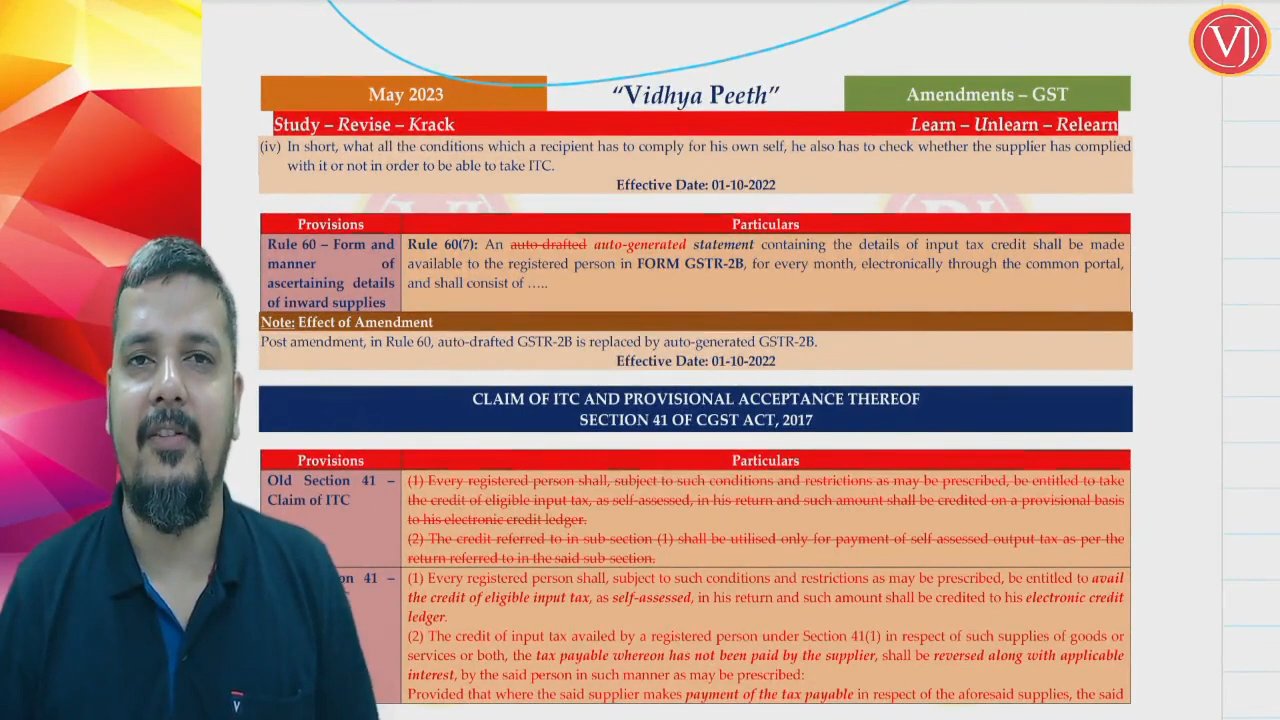 VJ
May 2023 “Vidhya Peeth” Amendments – GST
Study – Revise – Krack Learn – Unlearn – Relearn
(iv) In short, what all the conditions which a recipient has to comply for his own self, he also has to check whether the supplier has complied
with it or not in order to be able to take ITC.
Effective Date: 01-10-2022
Provisions Particulars
Rule 60 – Form and manner of ascertaining details of inward supplies
Rule 60(7): An auto-drafted auto-generated statement containing the details of input tax credit shall be made
available to the registered person in FORM GSTR-2B, for every month, electronically through the common portal,
and shall consist of …..
Note: Effect of Amendment
Post amendment, in Rule 60, auto-drafted GSTR-2B is replaced by auto-generated GSTR-2B.
Effective Date: 01-10-2022
CLAIM OF ITC AND PROVISIONAL ACCEPTANCE THEREOF
SECTION 41 OF CGST ACT, 2017
Provisions Particulars
Old Section 41 –
Claim of ITC
(1) Every registered person shall, subject to such conditions and restrictions as may be prescribed, be entitled to take
the credit of eligible input tax, as self-assessed, in his return and such amount shall be credited on a provisional basis
to his electronic credit ledger.
(2) The credit referred to in sub-section (1) shall be utilised only for payment of self assessed output tax as per the
return referred to in the said sub-section.
on 41 –
(1) Every registered person shall, subject to such conditions and restrictions as may be prescribed, be entitled to avail
the credit of eligible input tax, as self-assessed, in his return and such amount shall be credited to his electronic credit
ledger.
(2) The credit of input tax availed by a registered person under Section 41(1) in respect of such supplies of goods or
services or both, the tax payable whereon has not been paid by the supplier, shall be reversed along with applicable
interest, by the said person in such manner as may be prescribed:
Provided that where the said supplier makes payment of the tax payable in respect of the aforesaid supplies, the said